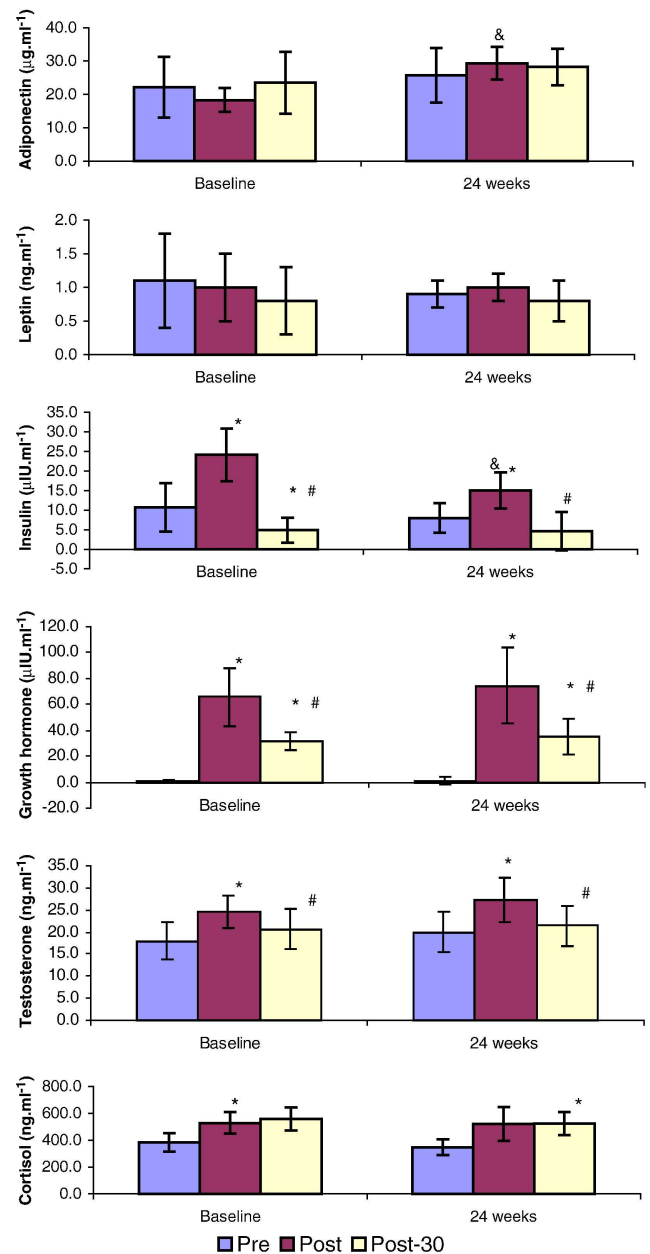 Adiponectin (μg.ml-1)
40.0
30.0
20.0
10.0
0.0
&
Baseline
24 weeks
Leptin (ng.ml-1)
2.0
1.5
1.0
0.5
0.0
Baseline
24 weeks
Insulin (μIU.ml-1)
35.0
30.0
25.0
20.0
15.0
10.0
5.0
0.0
-5.0
*
* #
& *
#
Baseline
24 weeks
Growth hormone (μIU.ml-1)
120.0
100.0
80.0
60.0
40.0
20.0
0.0
-20.0
*
* #
*
* #
Baseline
24 weeks
Testosterone (ng.ml-1)
35.0
30.0
25.0
20.0
15.0
10.0
5.0
0.0
*
#
*
#
Baseline
24 weeks
Cortisol (ng.ml-1)
800.0
600.0
400.0
200.0
0.0
*
*
Baseline
24 weeks
Pre Post Post-30